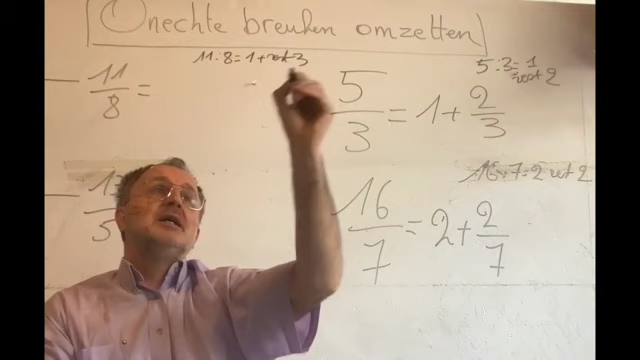 Onechte breuken omzetten
11:8=1+rest 3
11/8 =
5/3 = 1 + 2/3
5:3=1
rest 2
16:7=2 rest 2
16/7 = 2 + 2/7